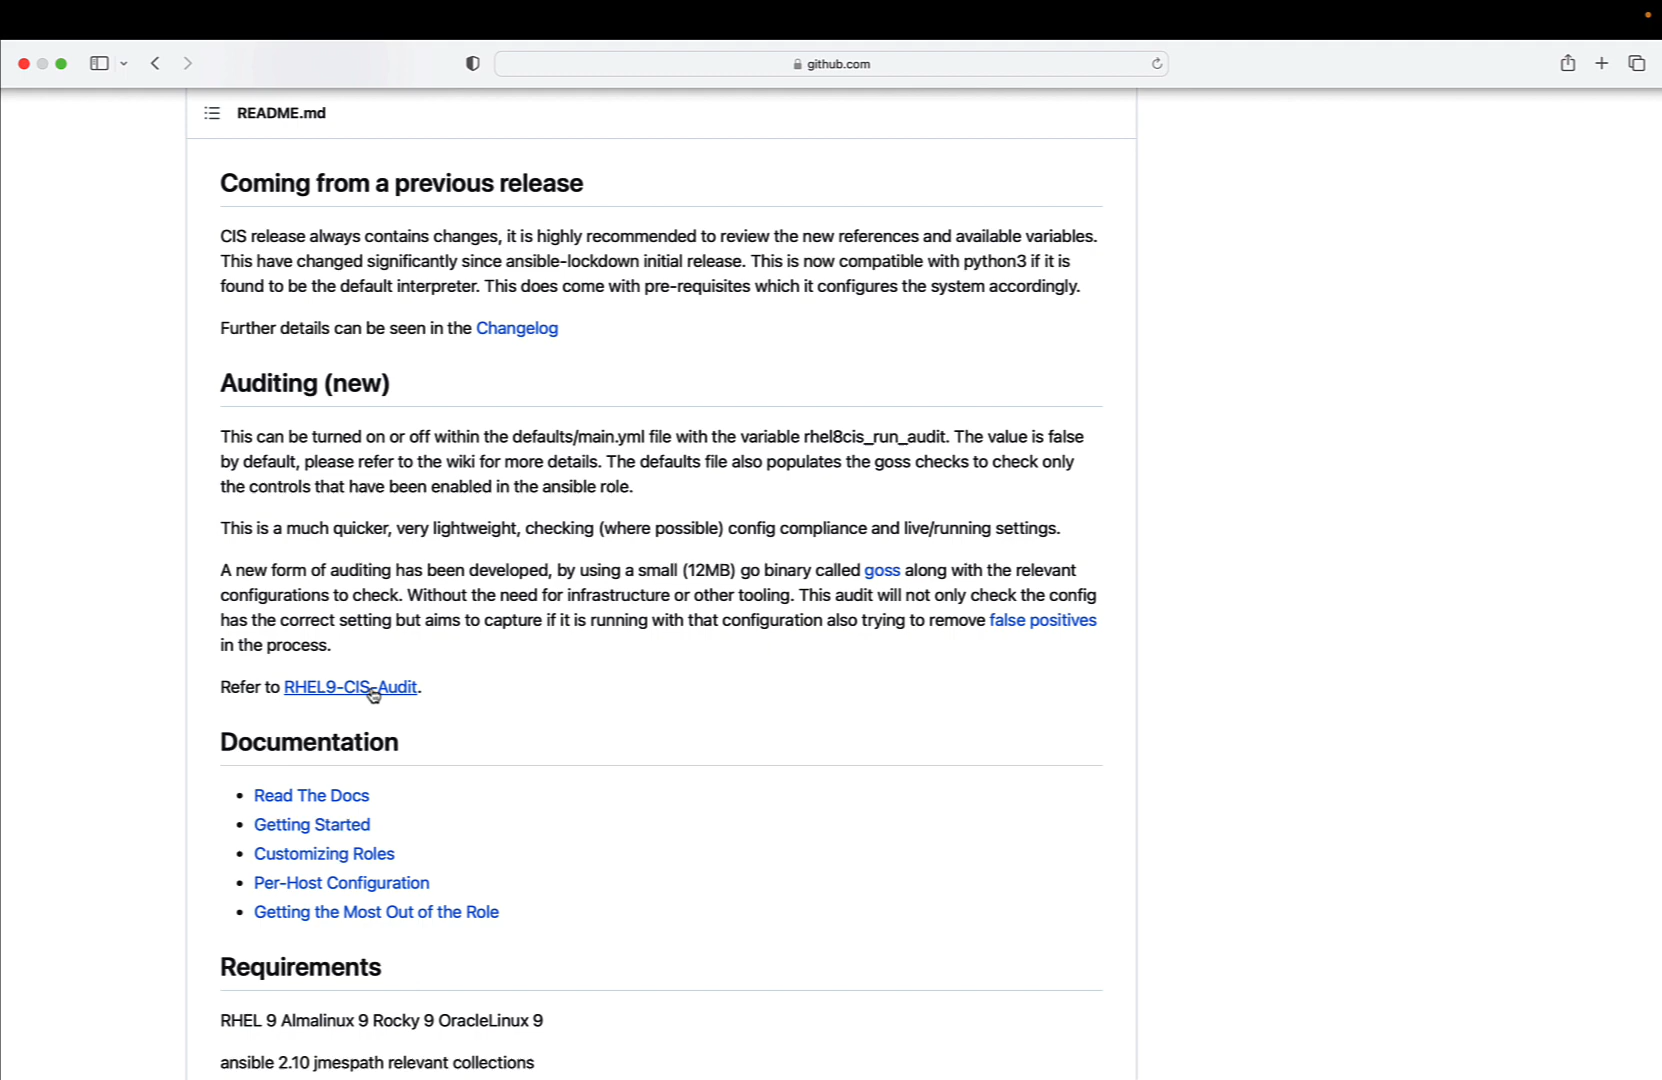 github.com
README.md
Coming from a previous release
CIS release always contains changes, it is highly recommended to review the new references and available variables.
This have changed significantly since ansible-lockdown initial release. This is now compatible with python3 if it is
found to be the default interpreter. This does come with pre-requisites which it configures the system accordingly.
Further details can be seen in the Changelog
Auditing (new)
This can be turned on or off within the defaults/main.yml file with the variable rhel8cis_run_audit. The value is false
by default, please refer to the wiki for more details. The defaults file also populates the goss checks to check only
the controls that have been enabled in the ansible role.
This is a much quicker, very lightweight, checking (where possible) config compliance and live/running settings.
A new form of auditing has been developed, by using a small (12MB) go binary called goss along with the relevant
configurations to check. Without the need for infrastructure or other tooling. This audit will not only check the config
has the correct setting but aims to capture if it is running with that configuration also trying to remove false positives
in the process.
Refer to RHEL9-CIS-Audit.
Documentation
• Read The Docs
• Getting Started
• Customizing Roles
• Per-Host Configuration
• Getting the Most Out of the Role
Requirements
RHEL 9 Almalinux 9 Rocky 9 OracleLinux 9
ansible 2.10 jmespath relevant collections